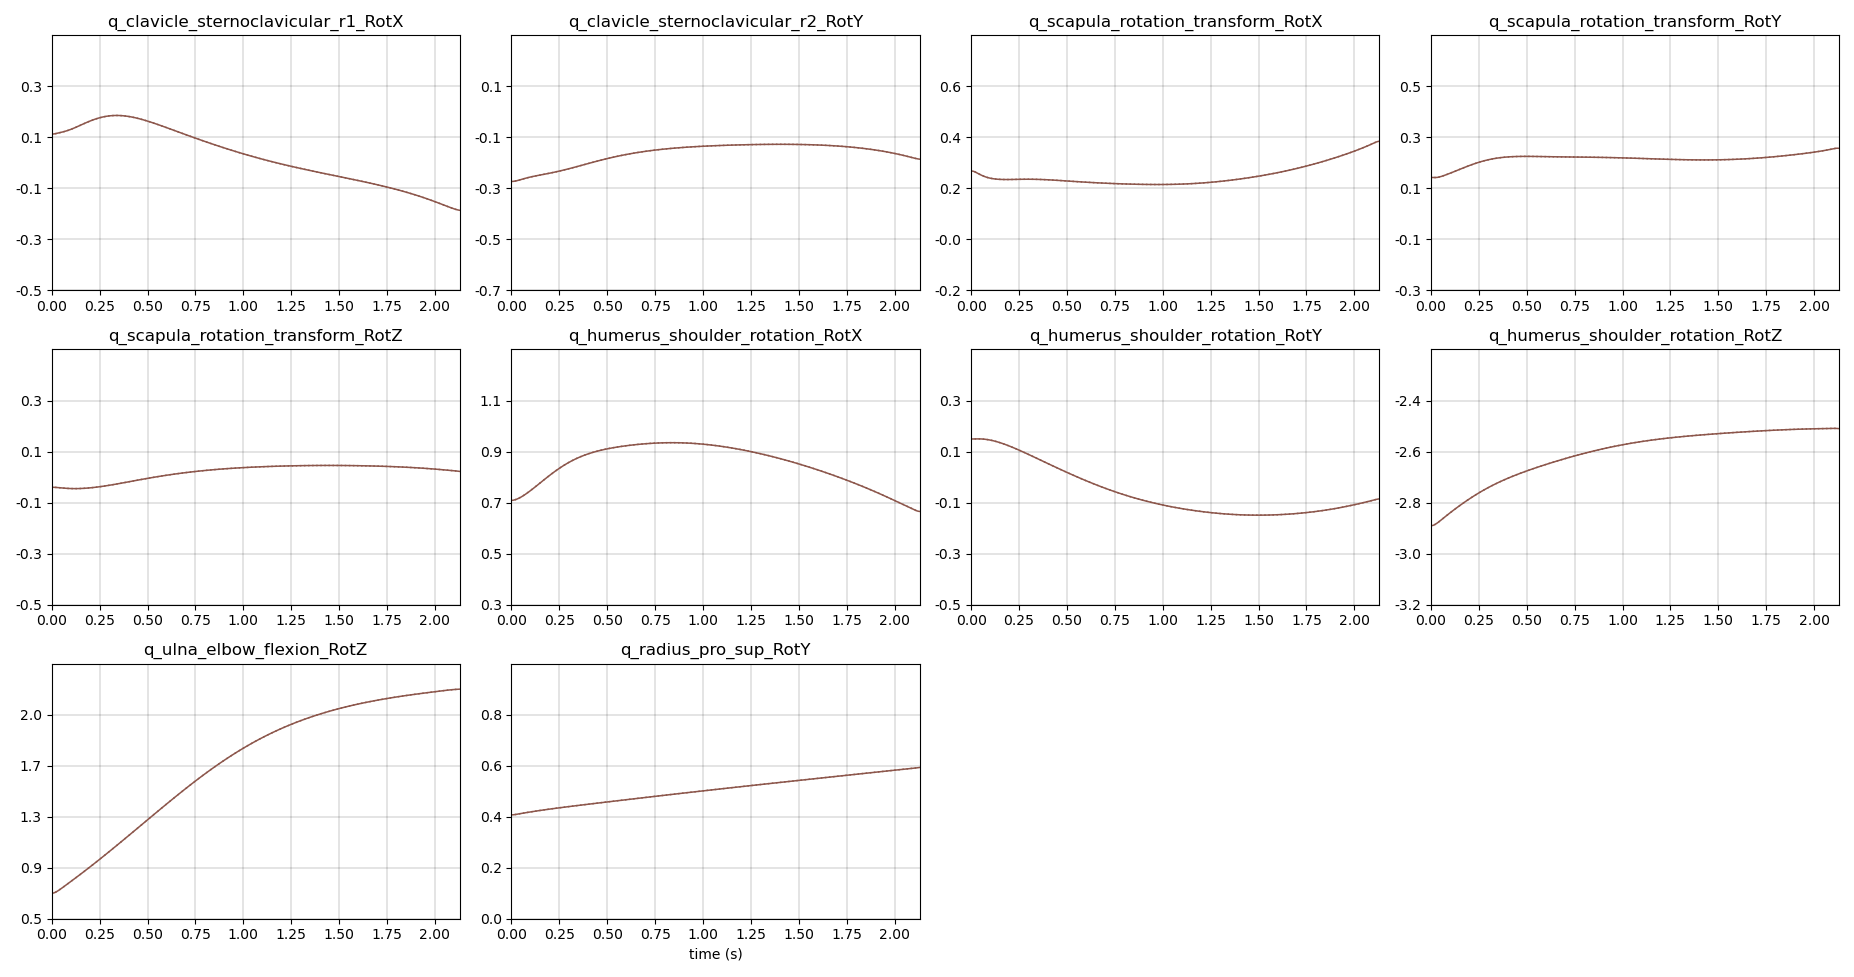 q_clavicle_sternoclavicular_r1_RotX
0.3
0.1
-0.1
-0.3
-0.5
0.00 0.25 0.50 0.75 1.00 1.25 1.50 1.75 2.00
q_clavicle_sternoclavicular_r2_RotY
0.1
-0.1
-0.3
-0.5
-0.7
0.00 0.25 0.50 0.75 1.00 1.25 1.50 1.75 2.00
q_scapula_rotation_transform_RotX
0.6
0.4
0.2
-0.0
-0.2
0.00 0.25 0.50 0.75 1.00 1.25 1.50 1.75 2.00
q_scapula_rotation_transform_RotY
0.5
0.3
0.1
-0.1
-0.3
0.00 0.25 0.50 0.75 1.00 1.25 1.50 1.75 2.00
q_scapula_rotation_transform_RotZ
0.3
0.1
-0.1
-0.3
-0.5
0.00 0.25 0.50 0.75 1.00 1.25 1.50 1.75 2.00
q_humerus_shoulder_rotation_RotX
1.1
0.9
0.7
0.5
0.3
0.00 0.25 0.50 0.75 1.00 1.25 1.50 1.75 2.00
q_humerus_shoulder_rotation_RotY
0.3
0.1
-0.1
-0.3
-0.5
0.00 0.25 0.50 0.75 1.00 1.25 1.50 1.75 2.00
q_humerus_shoulder_rotation_RotZ
-2.4
-2.6
-2.8
-3.0
-3.2
0.00 0.25 0.50 0.75 1.00 1.25 1.50 1.75 2.00
q_ulna_elbow_flexion_RotZ
2.0
1.7
1.3
0.9
0.5
0.00 0.25 0.50 0.75 1.00 1.25 1.50 1.75 2.00
q_radius_pro_sup_RotY
0.8
0.6
0.4
0.2
0.0
0.00 0.25 0.50 0.75 1.00 1.25 1.50 1.75 2.00
time (s)